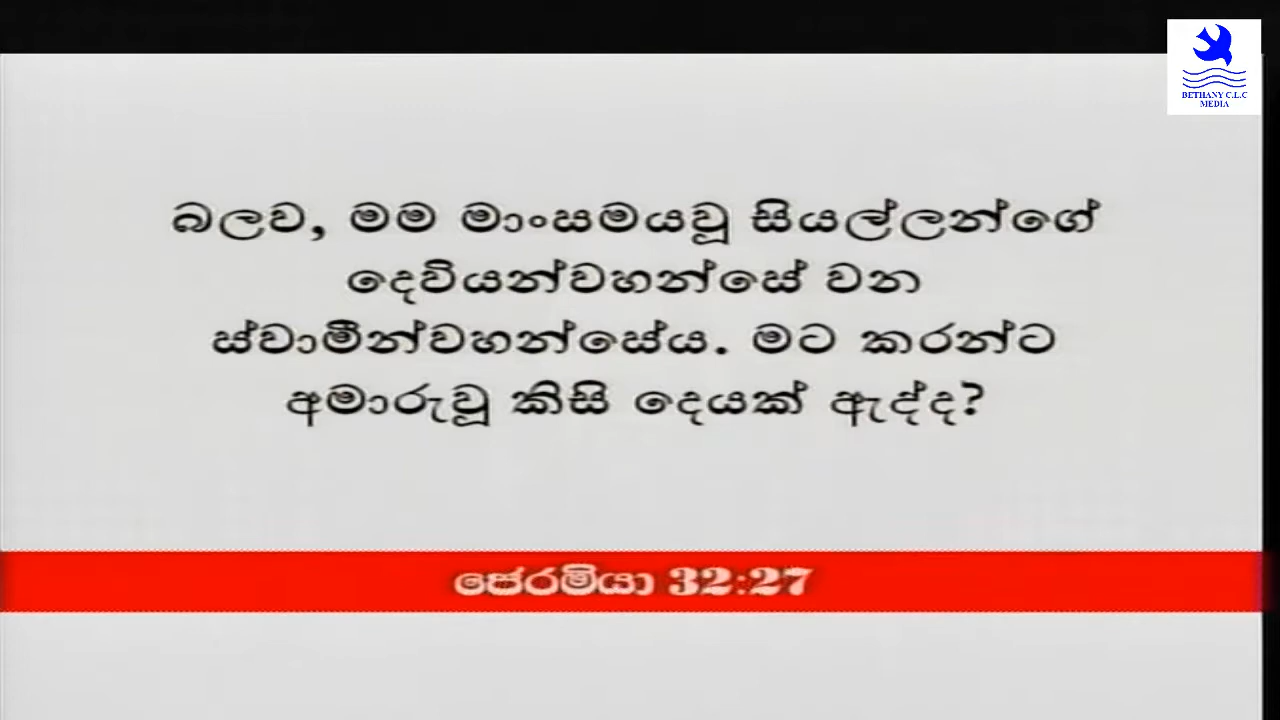 BETHANY C.L.C
MEDIA
බලව, මම මාංසමයවූ සියල්ලන්ගේ
දෙවියන්වහන්සේ වන
ස්වාමීන්වහන්සේය. මට කරන්ට
අමාරුවූ කිසි දෙයක් ඇද්ද?
ජේරමියා 32:27